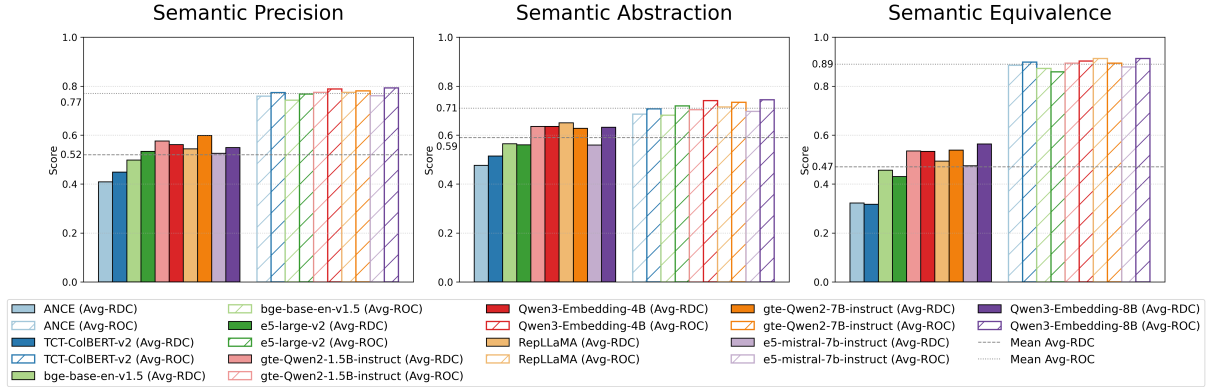 Semantic Precision
Semantic Abstraction
Semantic Equivalence
1.0
0.8
0.77
0.6
0.52
0.4
0.2
0.0
Score
1.0
0.8
0.71
0.6
0.59
0.4
0.2
0.0
Score
1.0
0.89
0.8
0.6
0.47
0.4
0.2
0.0
Score
ANCE (Avg-RDC)
ANCE (Avg-ROC)
TCT-ColBERT-v2 (Avg-RDC)
TCT-ColBERT-v2 (Avg-ROC)
bge-base-en-v1.5 (Avg-RDC)
bge-base-en-v1.5 (Avg-ROC)
e5-large-v2 (Avg-RDC)
e5-large-v2 (Avg-ROC)
gte-Qwen2-1.5B-instruct (Avg-RDC)
gte-Qwen2-1.5B-instruct (Avg-ROC)
Qwen3-Embedding-4B (Avg-RDC)
Qwen3-Embedding-4B (Avg-ROC)
RepLLaMA (Avg-RDC)
RepLLaMA (Avg-ROC)
gte-Qwen2-7B-instruct (Avg-RDC)
gte-Qwen2-7B-instruct (Avg-ROC)
e5-mistral-7b-instruct (Avg-RDC)
e5-mistral-7b-instruct (Avg-ROC)
Qwen3-Embedding-8B (Avg-RDC)
Qwen3-Embedding-8B (Avg-ROC)
Mean Avg-RDC
Mean Avg-ROC